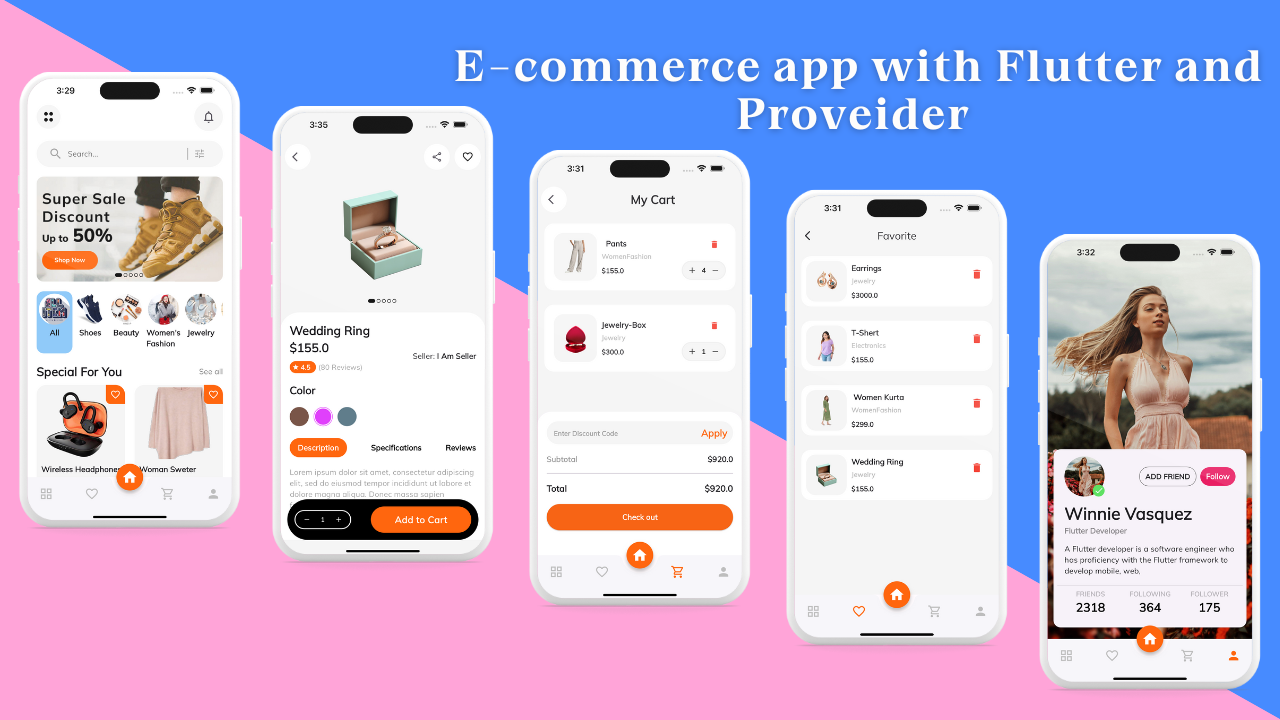 E-commerce app with Flutter and
Proveider
3:29
Search...
Super Sale
Discount
Up to 50%
Shop Now
All
Shoes
Beauty
Women's
Fashion
Jewelry
Special For You
See all
Wireless Headphones
Woman Sweter
3:35
Wedding Ring
$155.0
Seller: I Am Seller
4.5
(80 Reviews)
Color
Description
Specifications
Reviews
Lorem ipsum dolor sit amet, consectetur adipiscing
elit, sed do eiusmod tempor incididunt ut labore et
dolore magna aliqua. Donec massa sapien
− 1 +
Add to Cart
3:31
My Cart
Pants
WomenFashion
$155.0
+ 4 −
Jewelry-Box
Jewelry
$300.0
+ 1 −
Enter Discount Code
Apply
Subtotal
$920.0
Total
$920.0
Check out
3:31
Favorite
Earrings
Jewelry
$3000.0
T-Shert
Electronics
$155.0
Women Kurta
WomenFashion
$299.0
Wedding Ring
Jewelry
$155.0
3:32
ADD FRIEND
Follow
Winnie Vasquez
Flutter Developer
A Flutter developer is a software engineer who
has proficiency with the Flutter framework to
develop mobile, web.
FRIENDS
FOLLOWING
FOLLOWER
2318
364
175